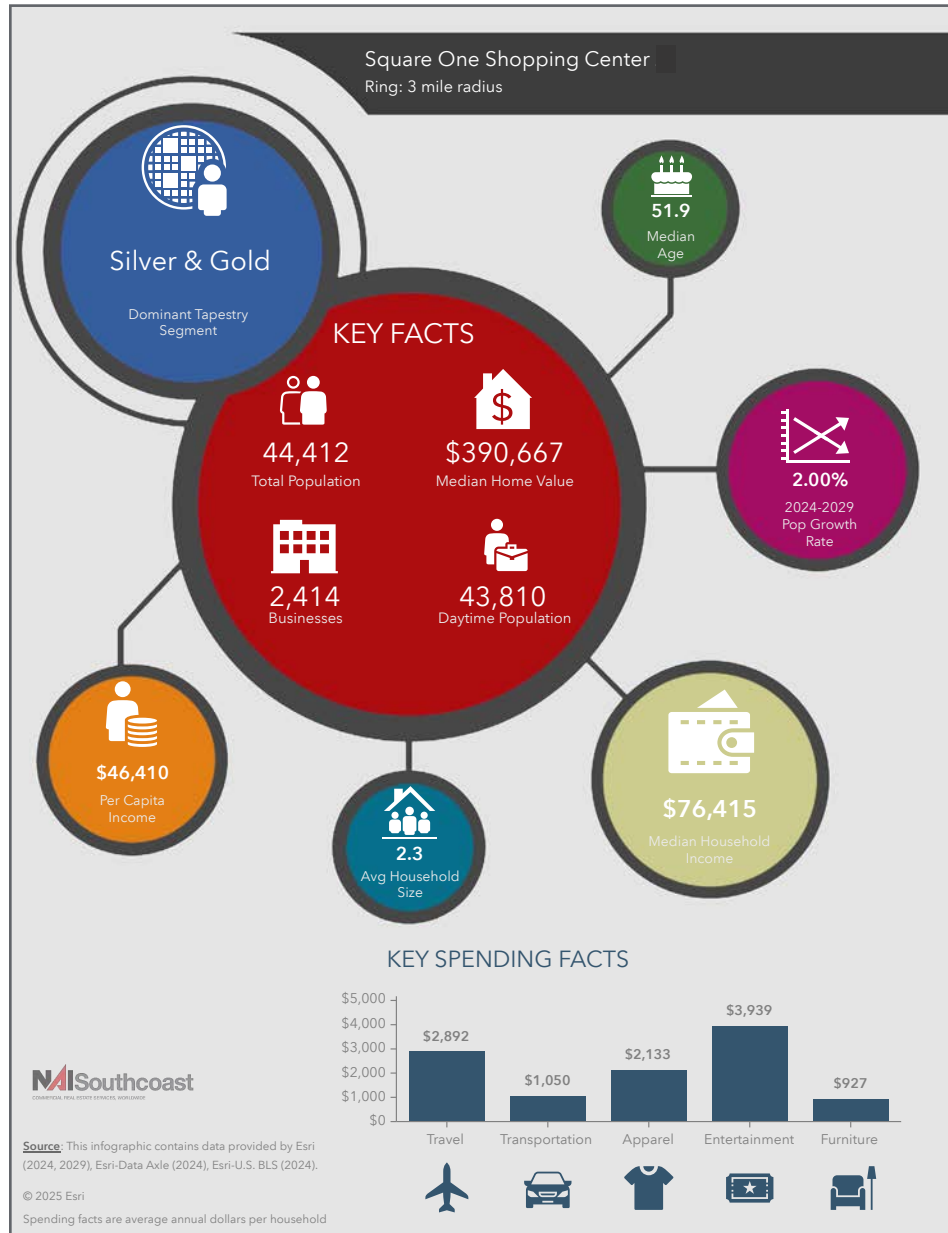 Square One Shopping Center
Ring: 3 mile radius
Silver & Gold
Dominant Tapestry
Segment
51.9
Median
Age
KEY FACTS
44,412
Total Population
$
$390,667
Median Home Value
2,414
Businesses
43,810
Daytime Population
2.00%
2024-2029
Pop Growth
Rate
$46,410
Per Capita
Income
2.3
Avg Household
Size
$76,415
Median Household
Income
KEY SPENDING FACTS
$5,000
$4,000
$3,000
$2,000
$1,000
$0
$2,892
$1,050
$2,133
$3,939
$927
Travel
Transportation
Apparel
Entertainment
Furniture
NAISouthcoast
COMMERCIAL REAL ESTATE SERVICES, WORLDWIDE
Source: This infographic contains data provided by Esri
(2024, 2029), Esri-Data Axle (2024), Esri-U.S. BLS (2024).
© 2025 Esri
Spending facts are average annual dollars per household